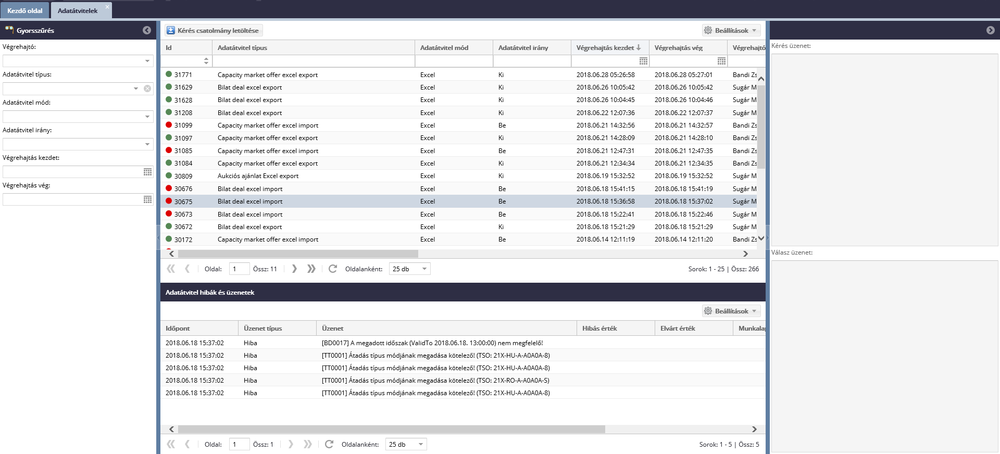 Kezdő oldal Adatátvitelek
Gyorsszűrés
Végrehajtó:
Adatátvitel típus:
Adatátvitel mód:
Adatátvitel irány:
Végrehajtás kezdet:
Végrehajtás vég:
Kérés csatolmány letöltése Beállítások
Id Adatátvitel típus Adatátvitel mód Adatátvitel irány Végrehajtás kezdet Végrehajtás vég Végrehajtó
31771 Capacity market offer excel export Excel Ki 2018.06.28 05:26:58 2018.06.28 05:27:01 Bandi Zs
31629 Bilat deal excel export Excel Ki 2018.06.26 10:05:42 2018.06.26 10:05:42 Sugár M
31628 Bilat deal excel export Excel Ki 2018.06.26 10:04:45 2018.06.26 10:04:46 Sugár M
31208 Bilat deal excel export Excel Ki 2018.06.22 12:07:36 2018.06.22 12:07:37 Sugár M
31099 Capacity market offer excel import Excel Be 2018.06.21 14:32:56 2018.06.21 14:32:57 Bandi Zs
31097 Capacity market offer excel export Excel Ki 2018.06.21 14:28:09 2018.06.21 14:28:10 Bandi Zs
31085 Capacity market offer excel import Excel Be 2018.06.21 12:47:31 2018.06.21 12:47:35 Bandi Zs
31084 Capacity market offer excel export Excel Ki 2018.06.21 12:34:34 2018.06.21 12:34:35 Bandi Zs
30809 Aukciós ajánlat Excel export Excel Ki 2018.06.19 15:32:52 2018.06.19 15:32:52 Sugár M
30676 Bilat deal excel import Excel Be 2018.06.18 15:41:15 2018.06.18 15:41:19 Sugár M
30675 Bilat deal excel import Excel Be 2018.06.18 15:36:58 2018.06.18 15:37:02 Sugár M
30673 Bilat deal excel import Excel Be 2018.06.18 15:22:41 2018.06.18 15:22:46 Sugár M
30672 Bilat deal excel export Excel Ki 2018.06.18 15:21:29 2018.06.18 15:21:29 Sugár M
30172 Capacity market offer excel import Excel Be 2018.06.14 12:11:19 2018.06.14 12:11:20 Bandi Zs
Oldal: 1 Össz: 11 Oldalanként: 25 db Sorok: 1 - 25 | Össz: 266
Adatátvitel hibák és üzenetek
Beállítások
Időpont Üzenet típus Üzenet Hibás érték Elvárt érték Munkalap
2018.06.18 15:37:02 Hiba [BD0017] A megadott időszak (ValidTo 2018.06.18. 13:00:00) nem megfelelő!
2018.06.18 15:37:02 Hiba [TT0001] Átadás típus módjának megadása kötelező! (TSO: 21X-HU-A-A0A0A-8)
2018.06.18 15:37:02 Hiba [TT0001] Átadás típus módjának megadása kötelező! (TSO: 21X-HU-A-A0A0A-8)
2018.06.18 15:37:02 Hiba [TT0001] Átadás típus módjának megadása kötelező! (TSO: 21X-RO-A-A0A0A-S)
2018.06.18 15:37:02 Hiba [TT0001] Átadás típus módjának megadása kötelező! (TSO: 21X-HU-A-A0A0A-8)
Oldal: 1 Össz: 1 Oldalanként: 25 db Sorok: 1 - 5 | Össz: 5
Kérés üzenet:
Válasz üzenet: